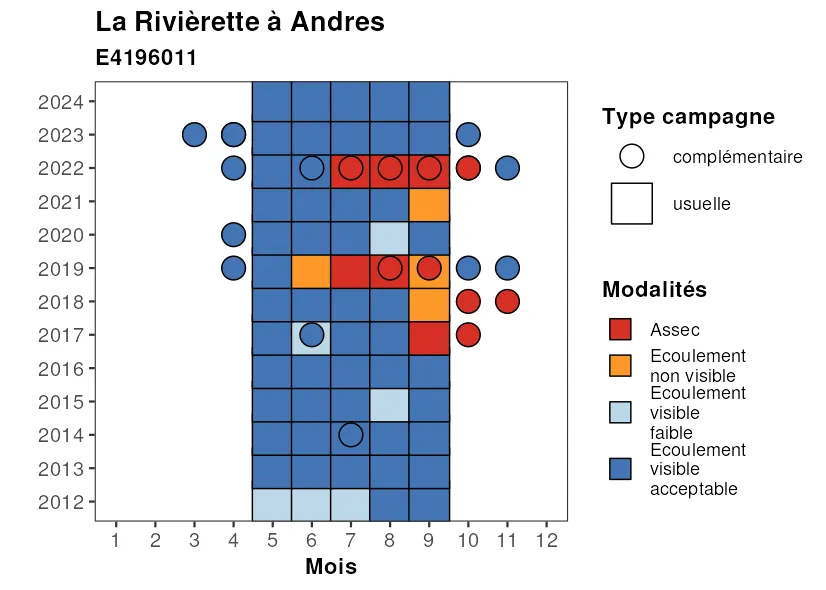 La Rivièrette à Andres
E4196011
2024
2023
2022
2021
2020
2019
2018
2017
2016
2015
2014
2013
2012
1 2 3 4 5 6 7 8 9 10 11 12
Mois
Type campagne
complémentaire
usuelle
Modalités
Assec
Ecoulement
non visible
Ecoulement
visible
faible
Ecoulement
visible
acceptable